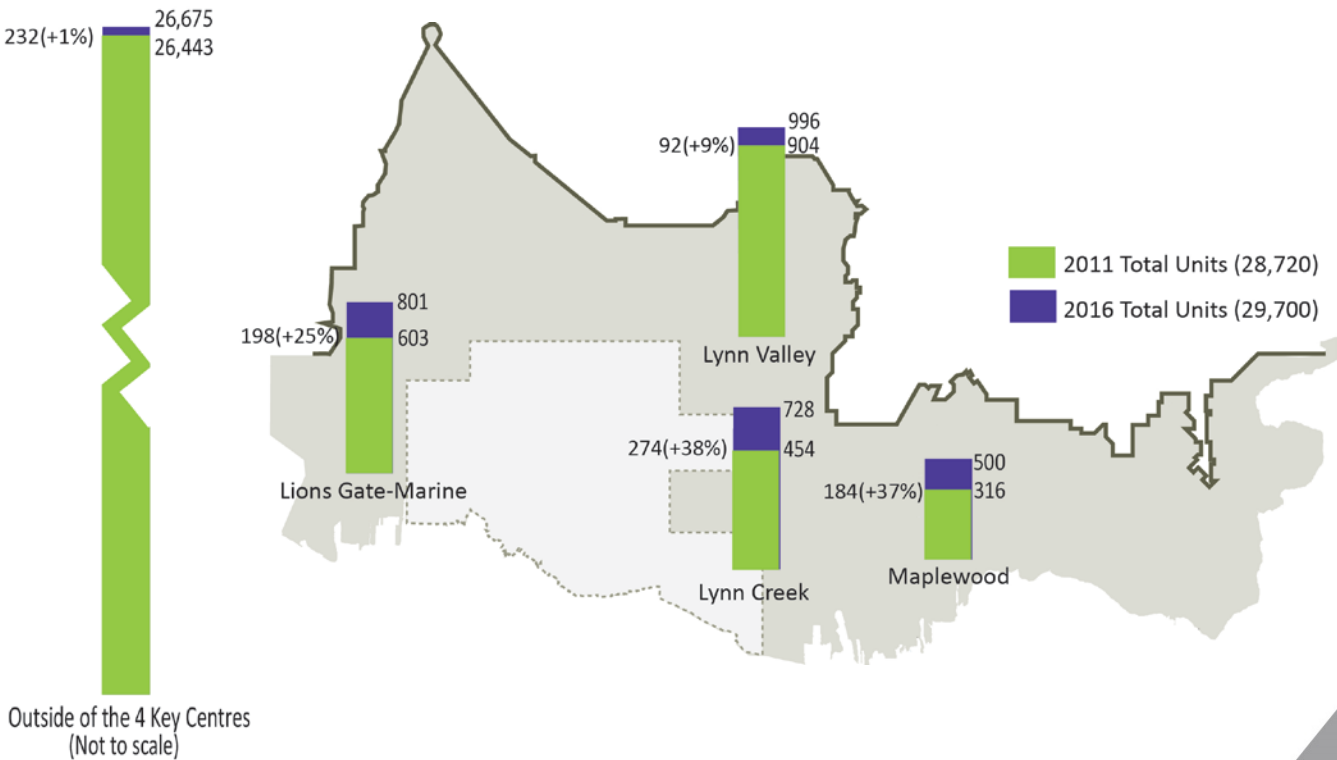 26,675
232(+1%)
26,443
Outside of the 4 Key Centres
(Not to scale)
801
198(+25%)
603
Lions Gate-Marine
996
92(+9%)
904
Lynn Valley
728
274(+38%)
454
Lynn Creek
500
184(+37%)
316
Maplewood
2011 Total Units (28,720)
2016 Total Units (29,700)